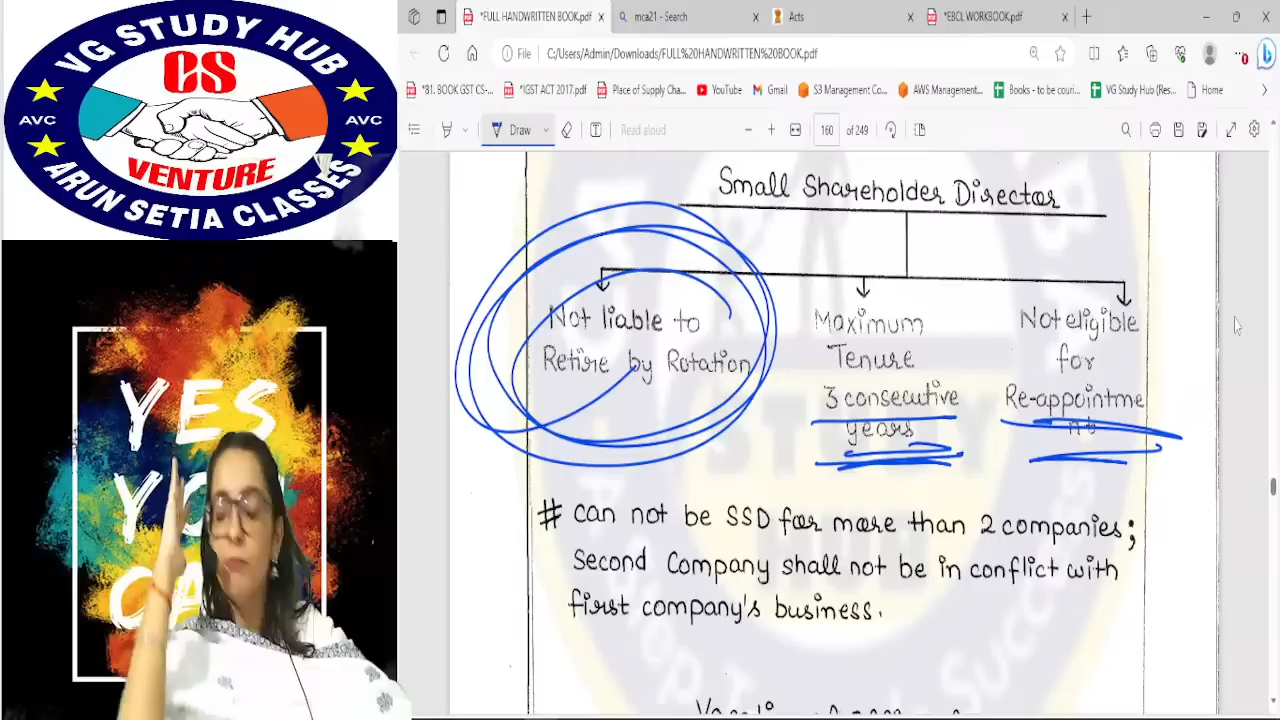 VG STUDY HUB
CS
AVC
AVC
VENTURE
ARUN SETIA CLASSES
YES
YO
CA
*FULL HANDWRITTEN BOOK.pdf
mca21 - Search
Acts
*EBCL WORKBOOK.pdf
File
C:/Users/Admin/Downloads/FULL%20HANDWRITTEN%20BOOK.pdf
*81. BOOK GST CS-...
*IGST ACT 2017.pdf
Place of Supply Cha...
YouTube
Gmail
S3 Management Co...
AWS Management...
Books - to be couri...
VG Study Hub (Res...
Home
Draw
Read aloud
160
of 249
Small Shareholder Director
Not liable to
Retire by Rotation
Maximum
Tenure
3 consecutive
years
Not eligible
for
Re-appointme
nt
# can not be SSD for more than 2 companies;
Second Company shall not be in conflict with
first company's business.